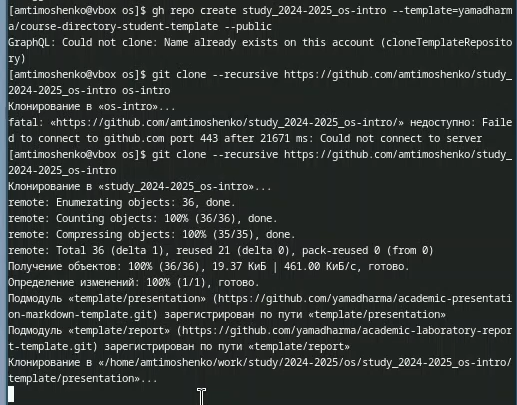 [amtimoshenko@vbox os]$ gh repo create study_2024-2025_os-intro --template=yamadharm
a/course-directory-student-template --public
GraphQL: Could not clone: Name already exists on this account (cloneTemplateReposito
ry)
[amtimoshenko@vbox os]$ git clone --recursive https://github.com/amtimoshenko/study_
2024-2025_os-intro os-intro
Клонирование в «os-intro»...
fatal: «https://github.com/amtimoshenko/study_2024-2025_os-intro/» недоступно: Faile
d to connect to github.com port 443 after 21671 ms: Could not connect to server
[amtimoshenko@vbox os]$ git clone --recursive https://github.com/amtimoshenko/study_
2024-2025_os-intro
Клонирование в «study_2024-2025_os-intro»...
remote: Enumerating objects: 36, done.
remote: Counting objects: 100% (36/36), done.
remote: Compressing objects: 100% (35/35), done.
remote: Total 36 (delta 1), reused 21 (delta 0), pack-reused 0 (from 0)
Получение объектов: 100% (36/36), 19.37 КиБ | 461.00 КиБ/с, готово.
Определение изменений: 100% (1/1), готово.
Подмодуль «template/presentation» (https://github.com/yamadharma/academic-presentati
on-markdown-template.git) зарегистрирован по пути «template/presentation»
Подмодуль «template/report» (https://github.com/yamadharma/academic-laboratory-repor
t-template.git) зарегистрирован по пути «template/report»
Клонирование в «/home/amtimoshenko/work/study/2024-2025/os/study_2024-2025_os-intro/
template/presentation»...